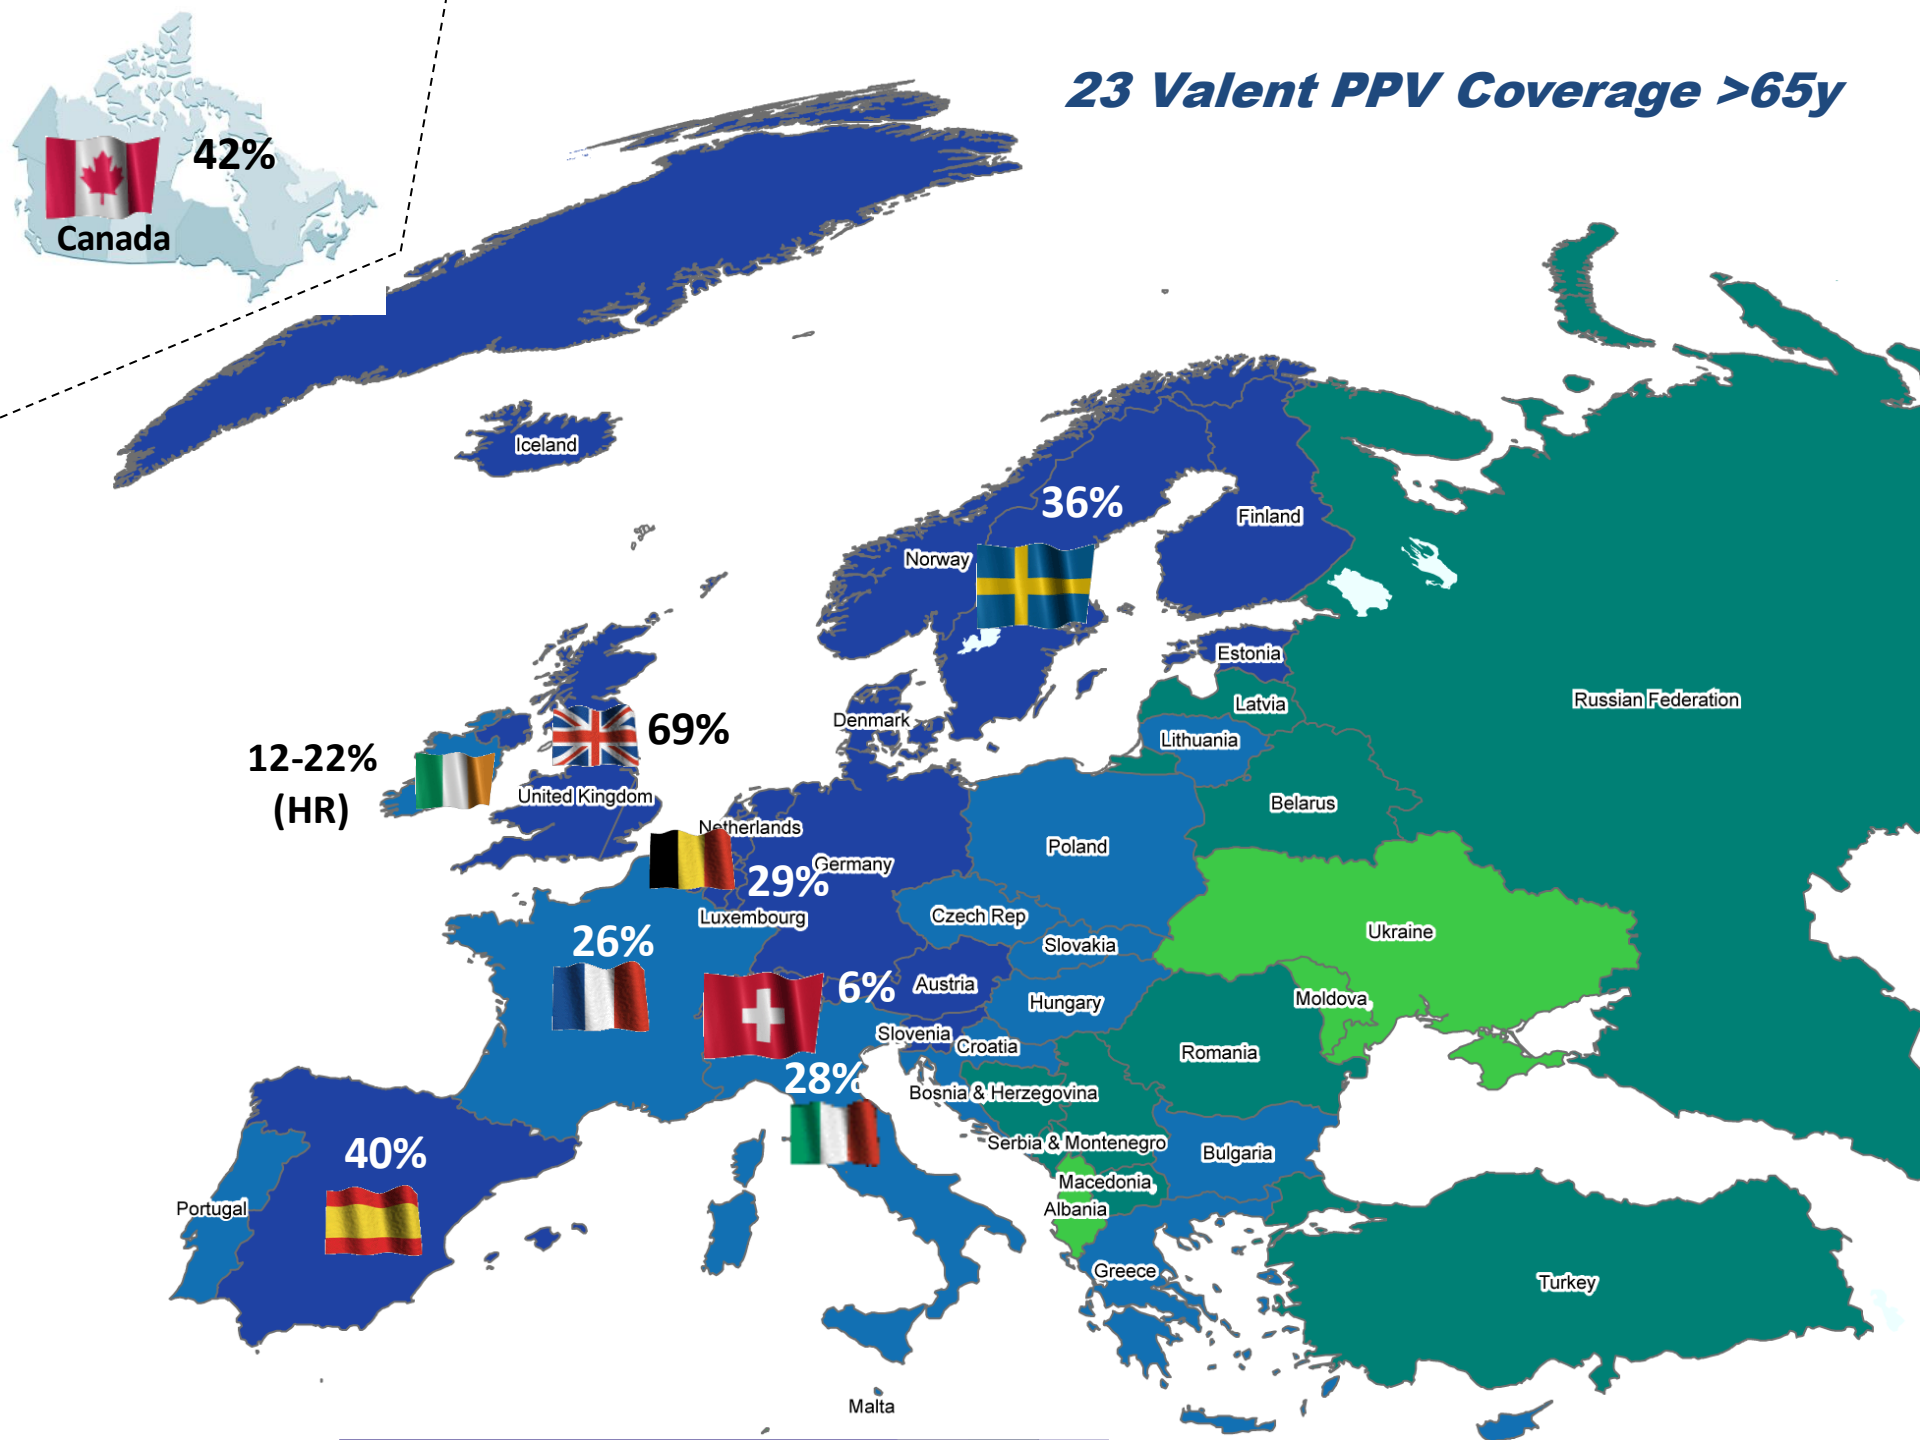 23 Valent PPV Coverage >65y
42%
Canada
Iceland
36%
Finland
Norway
Estonia
Russian Federation
Latvia
Denmark
69%
Lithuania
12-22%
(HR)
United Kingdom
Belarus
Netherlands
Poland
Germany
29%
Luxembourg
Czech Rep
Ukraine
26%
Slovakia
6%
Austria
Hungary
Moldova
Slovenia
Croatia
Romania
28%
Bosnia & Herzegovina
40%
Serbia & Montenegro
Bulgaria
Macedonia
Portugal
Albania
Greece
Turkey
Malta